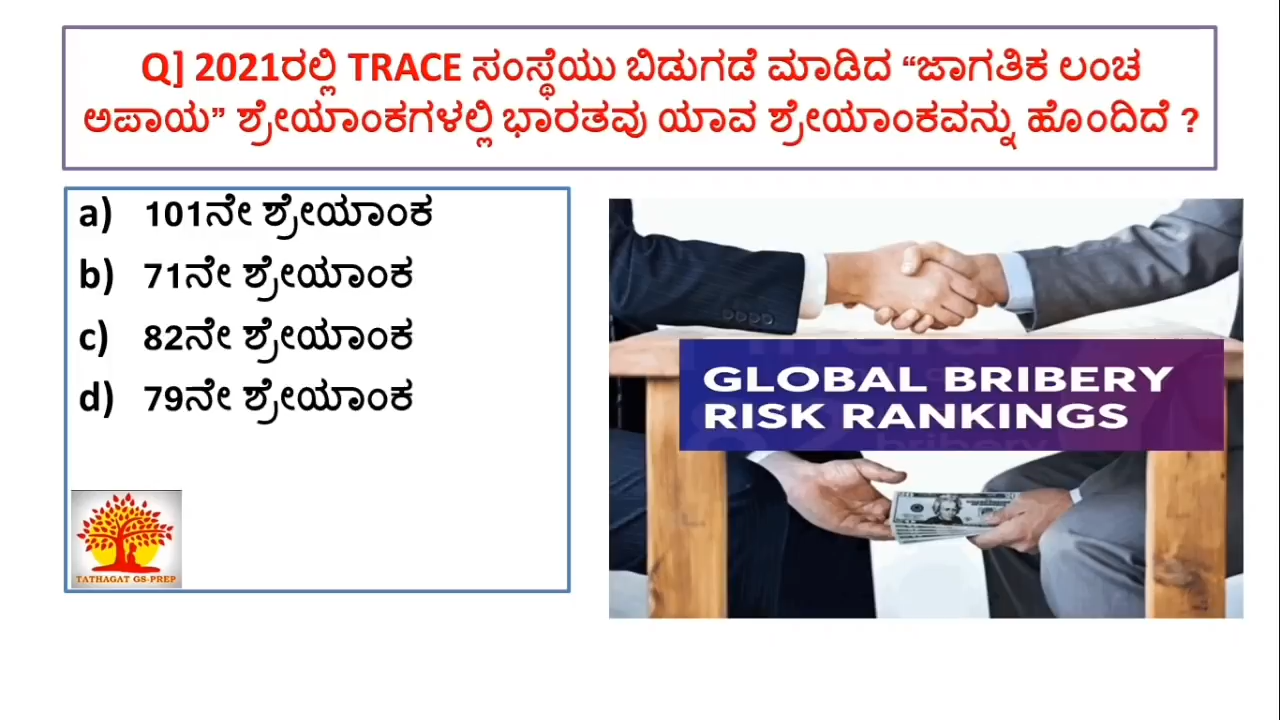 Q] 2021ರಲ್ಲಿ TRACE ಸಂಸ್ಥೆಯು ಬಿಡುಗಡೆ ಮಾಡಿದ “ಜಾಗತಿಕ ಲಂಚ
ಅಪಾಯ” ಶ್ರೇಯಾಂಕಗಳಲ್ಲಿ ಭಾರತವು ಯಾವ ಶ್ರೇಯಾಂಕವನ್ನು ಹೊಂದಿದೆ ?
a) 101ನೇ ಶ್ರೇಯಾಂಕ
b) 71ನೇ ಶ್ರೇಯಾಂಕ
c) 82ನೇ ಶ್ರೇಯಾಂಕ
d) 79ನೇ ಶ್ರೇಯಾಂಕ
GLOBAL BRIBERY
RISK RANKINGS
TATHAGAT GS-PREP